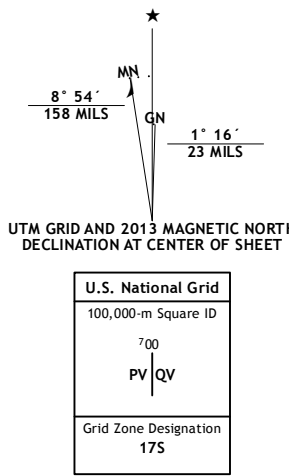 MN
GN
8° 54´
158 MILS
1° 16´
23 MILS
UTM GRID AND 2013 MAGNETIC NORTH
DECLINATION AT CENTER OF SHEET
U.S. National Grid
100,000-m Square ID
⁷00
PV QV
Grid Zone Designation
17S